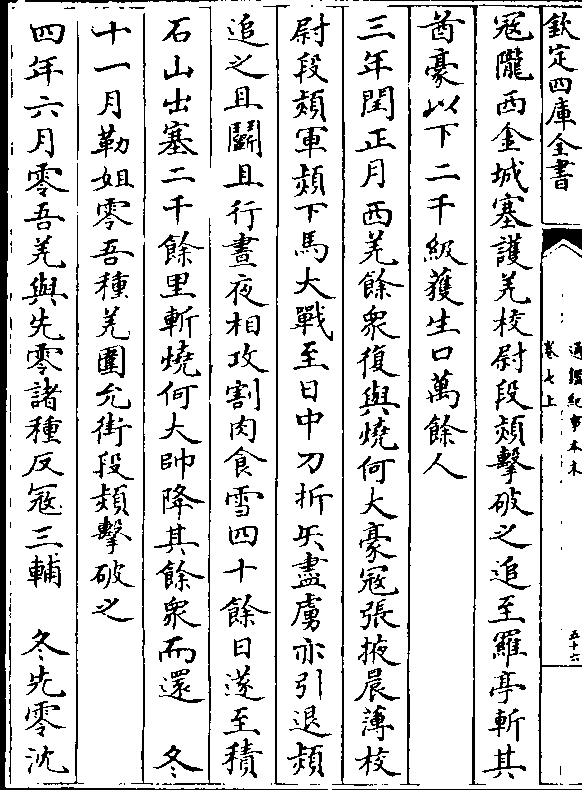 欽定四庫全書
通鑑紀事本末
卷七上
五十六
寇隴西金城塞護羌校尉段熲擊破之追至羅亭斬其
酋豪以下二千級獲生口萬餘人
三年閏正月西羌餘衆復與燒何大豪寇張掖晨薄校
尉段熲軍熲下馬大戰至日中刀折矢盡虜亦引退熲
追之且鬭且行晝夜相攻割肉食雪四十餘日遂至積
石山出塞二千餘里斬燒何大帥降其餘衆而還　冬
十一月勒姐零吾種羌圍允街段熲擊破之
四年六月零吾羌與先零諸種反寇三輔　冬先零沈